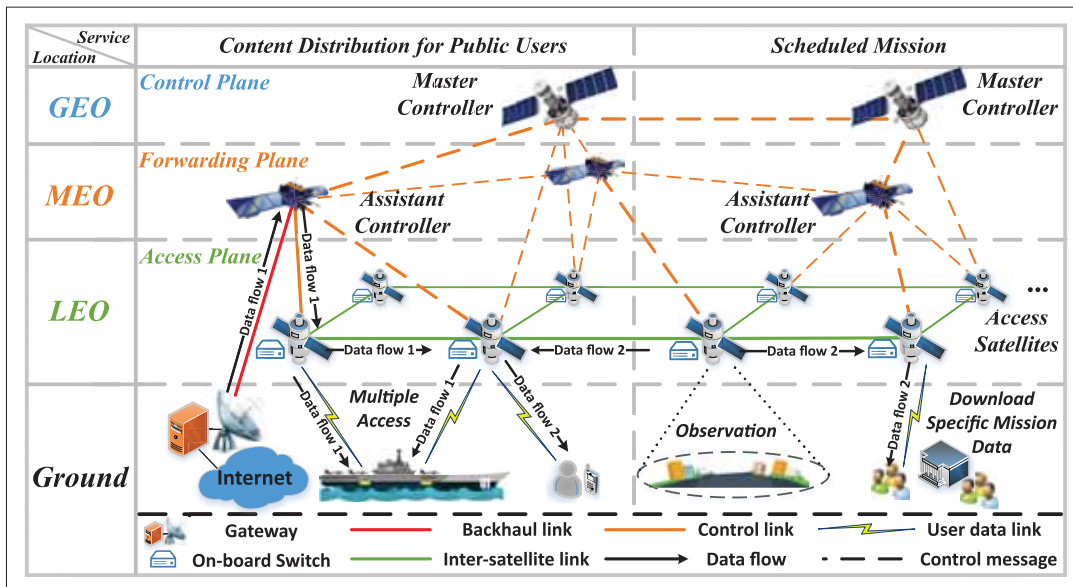 Service
Location
Content Distribution for Public Users
Scheduled Mission
GEO
Control Plane
Master
Controller
Master
Controller
MEO
Forwarding Plane
Assistant
Controller
Assistant
Controller
LEO
Access Plane
Data flow 1
Data flow 1
Data flow 1
Data flow 2
Data flow 2
...
Access
Satellites
Ground
Internet
Data flow 1
Multiple
Access
Data flow 1
Data flow 2
Observation
Data flow 2
Download
Specific Mission
Data
Gateway
Backhaul link
Control link
User data link
On-board Switch
Inter-satellite link
Data flow
Control message